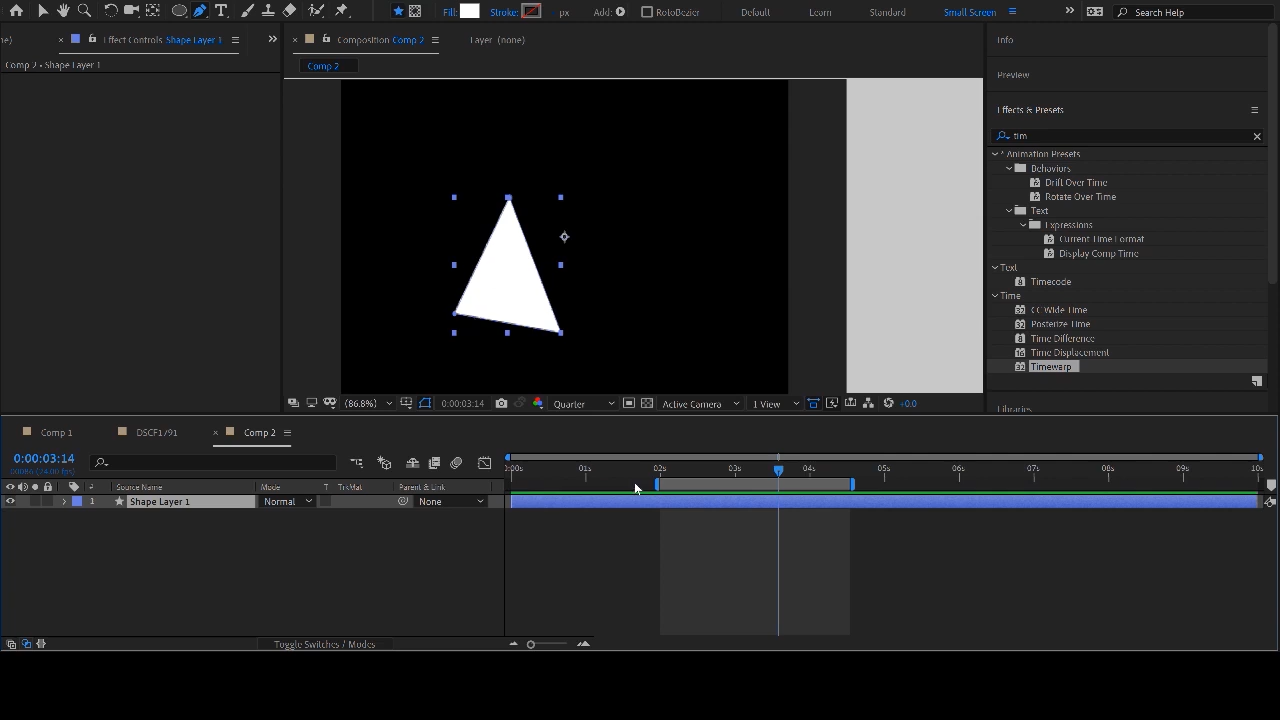 Fill: Stroke: px Add: RotoBezier Default Learn Standard Small Screen Search Help
Effect Controls Shape Layer 1 Composition Comp 2 Layer (none) Info
Comp 2 • Shape Layer 1 Comp 2
Preview
Effects & Presets
tim
* Animation Presets
Behaviors
Drift Over Time
Rotate Over Time
Text
Expressions
Current Time Format
Display Comp Time
Text
Timecode
Time
CC Wide Time
Posterize Time
Time Difference
Time Displacement
Timewarp
(86.8%) 0:00:03:14 Quarter Active Camera 1 View +0.0
Comp 1 DSCF1791 Comp 2
0:00:03:14
00086 (24.00 fps)
:00s 01s 02s 03s 04s 05s 06s 07s 08s 09s 10s
# Source Name Mode T TrkMat Parent & Link
1 Shape Layer 1 Normal None
Toggle Switches / Modes